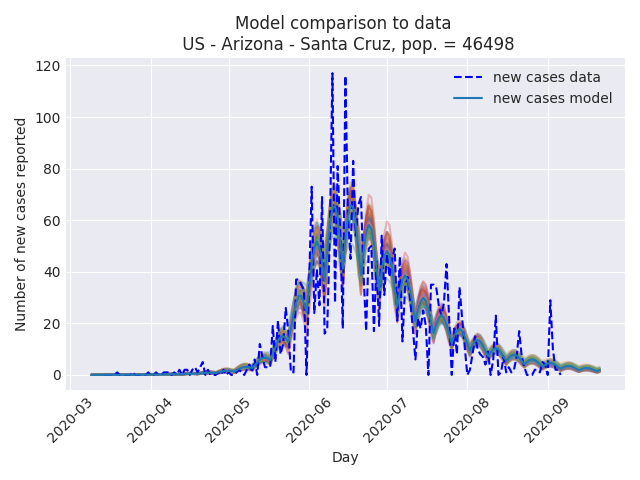 Model comparison to data
US - Arizona - Santa Cruz, pop. = 46498
new cases data
new cases model
Number of new cases reported
120
100
80
60
40
20
0
2020-03
2020-04
2020-05
2020-06
2020-07
2020-08
2020-09
Day